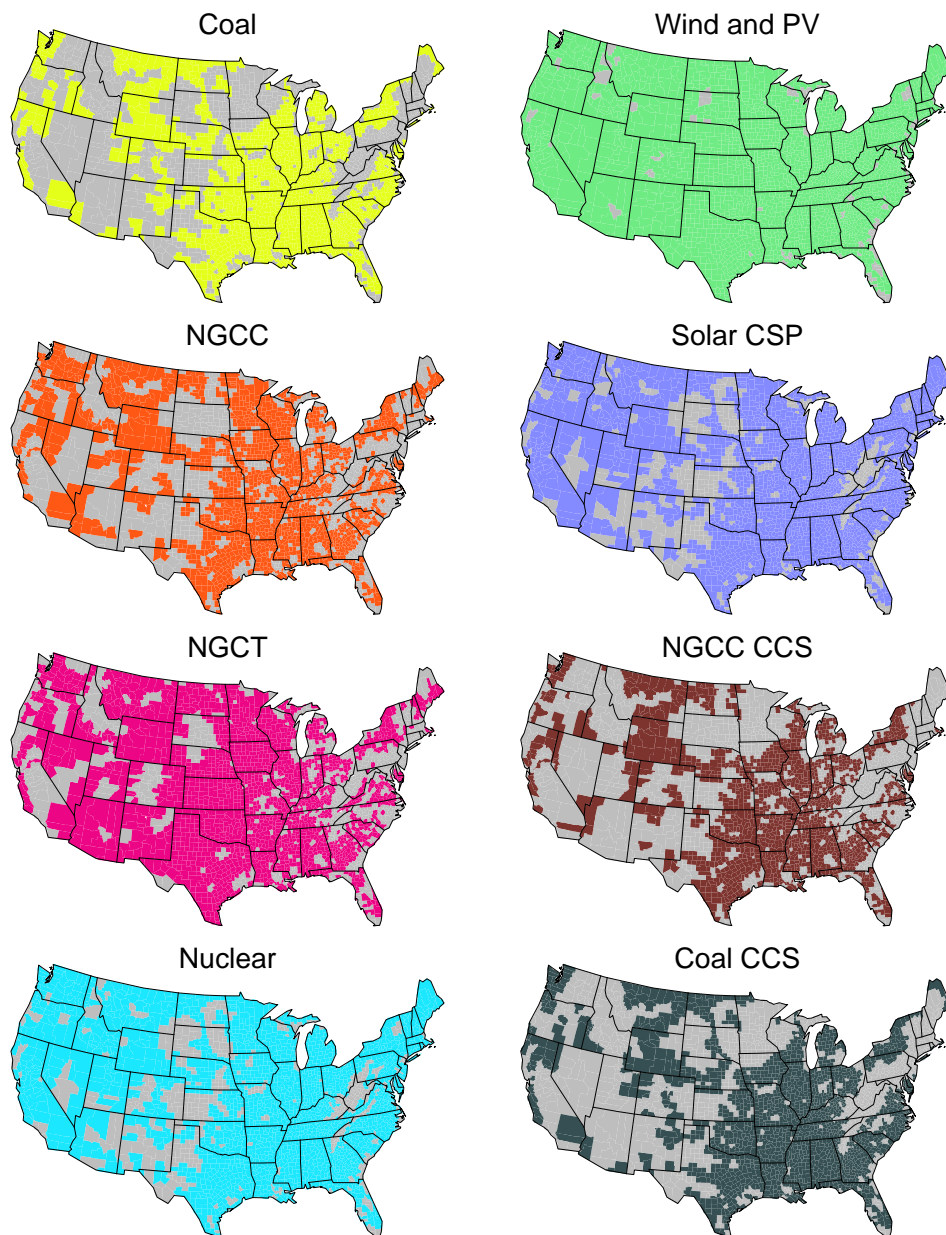 Coal
Wind and PV
NGCC
Solar CSP
NGCT
NGCC CCS
Nuclear
Coal CCS